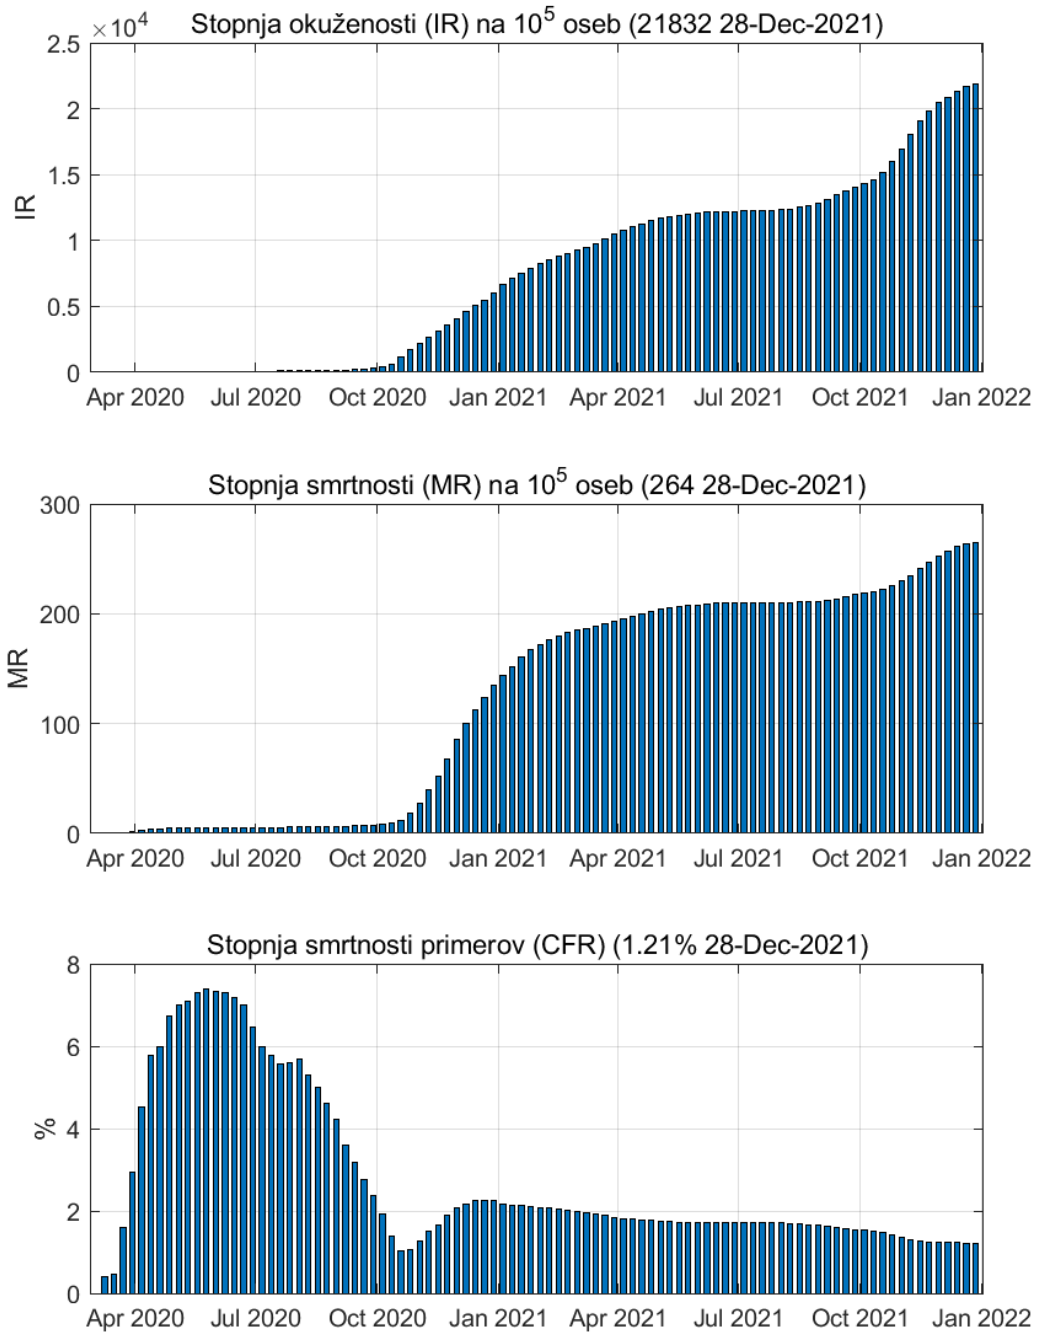 Stopnja okuženosti (IR) na 10^5 oseb (21832 28-Dec-2021)
×10^4
2.5
2
1.5
1
0.5
0
IR
Apr 2020 Jul 2020 Oct 2020 Jan 2021 Apr 2021 Jul 2021 Oct 2021 Jan 2022
Stopnja smrtnosti (MR) na 10^5 oseb (264 28-Dec-2021)
300
200
100
0
MR
Apr 2020 Jul 2020 Oct 2020 Jan 2021 Apr 2021 Jul 2021 Oct 2021 Jan 2022
Stopnja smrtnosti primerov (CFR) (1.21% 28-Dec-2021)
8
6
4
2
0
%
Apr 2020 Jul 2020 Oct 2020 Jan 2021 Apr 2021 Jul 2021 Oct 2021 Jan 2022